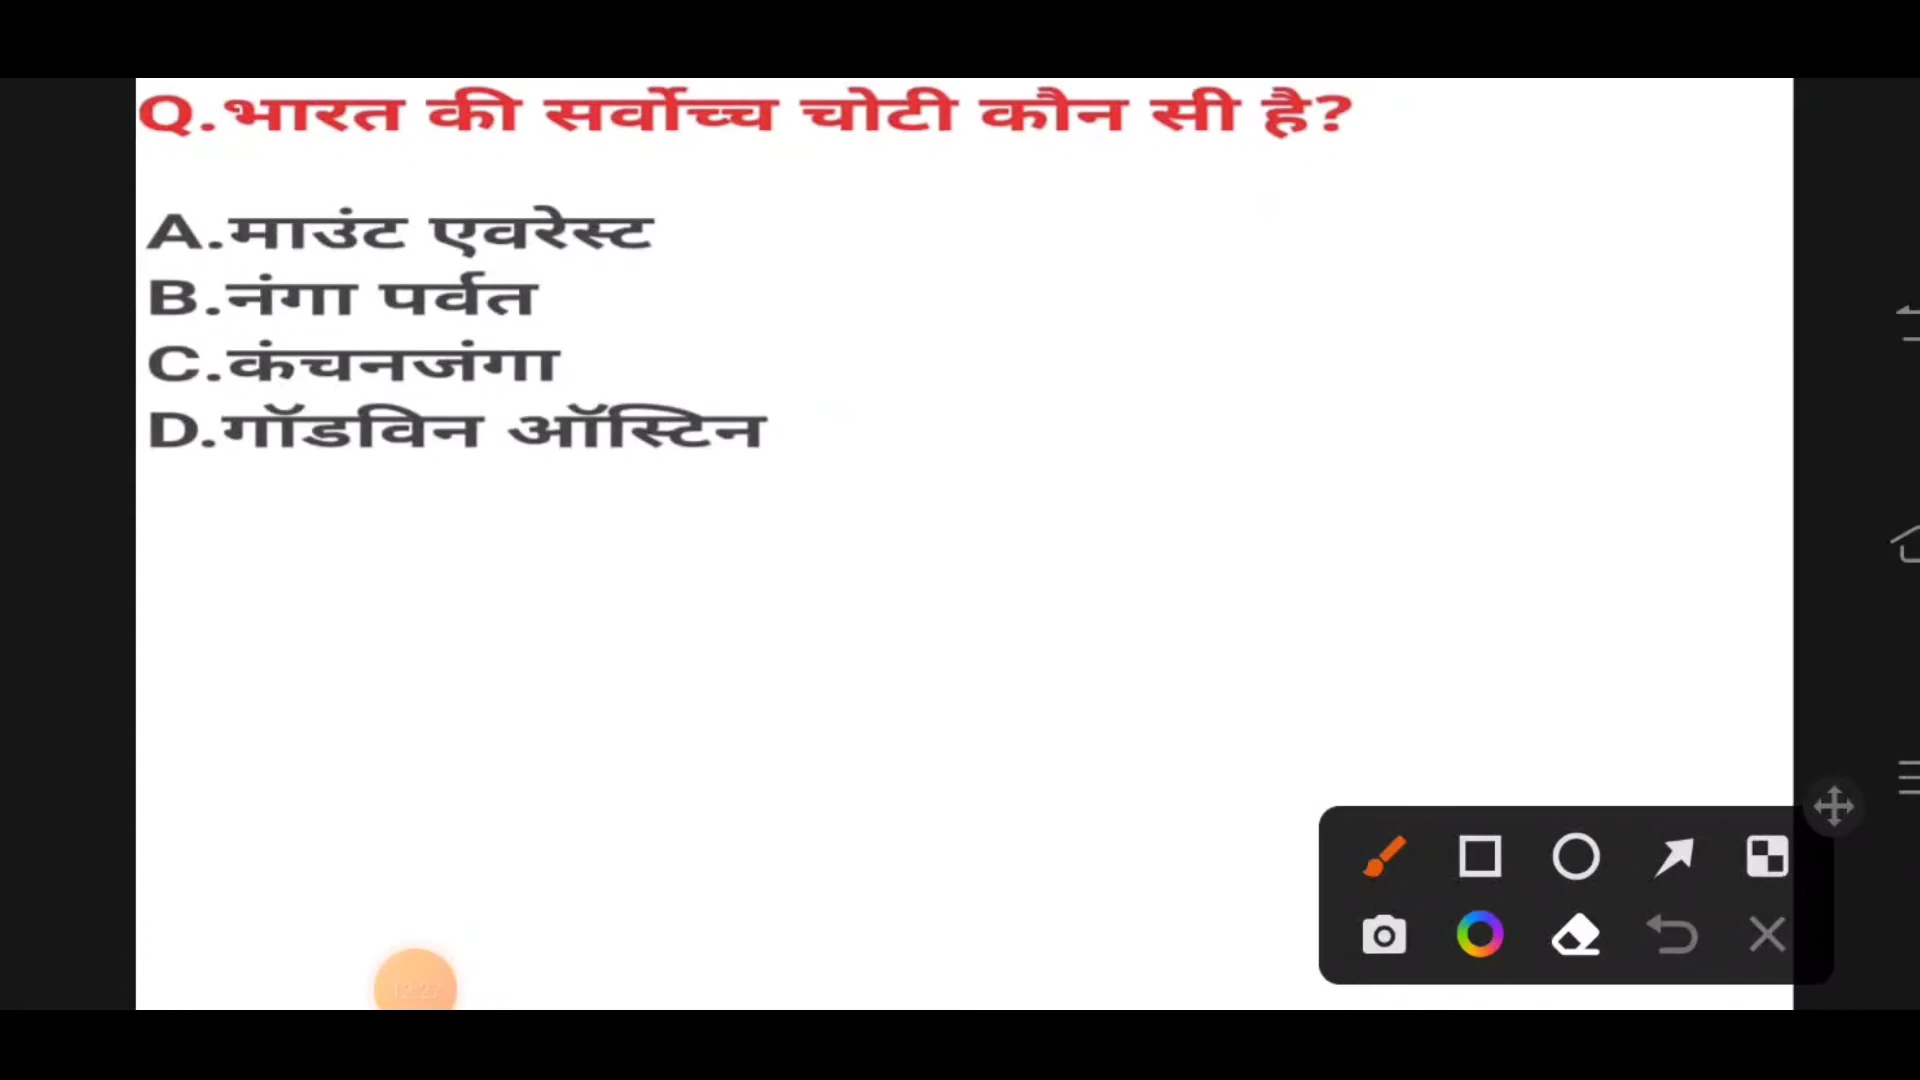 Q.भारत की सर्वोच्च चोटी कौन सी है?
A.माउंट एवरेस्ट
B.नंगा पर्वत
C.कंचनजंगा
D.गॉडविन ऑस्टिन